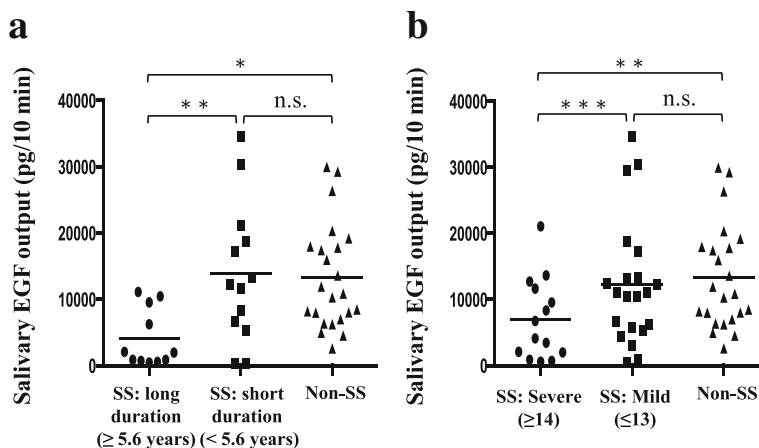 a
*
* *
n.s.
Salivary EGF output (pg/10 min)
40000
30000
20000
10000
0
SS: long
duration
(≥ 5.6 years)
SS: short
duration
(< 5.6 years)
Non-SS
b
* *
* * *
n.s.
Salivary EGF output (pg/10 min)
40000
30000
20000
10000
0
SS: Severe
(≥14)
SS: Mild
(≤13)
Non-SS